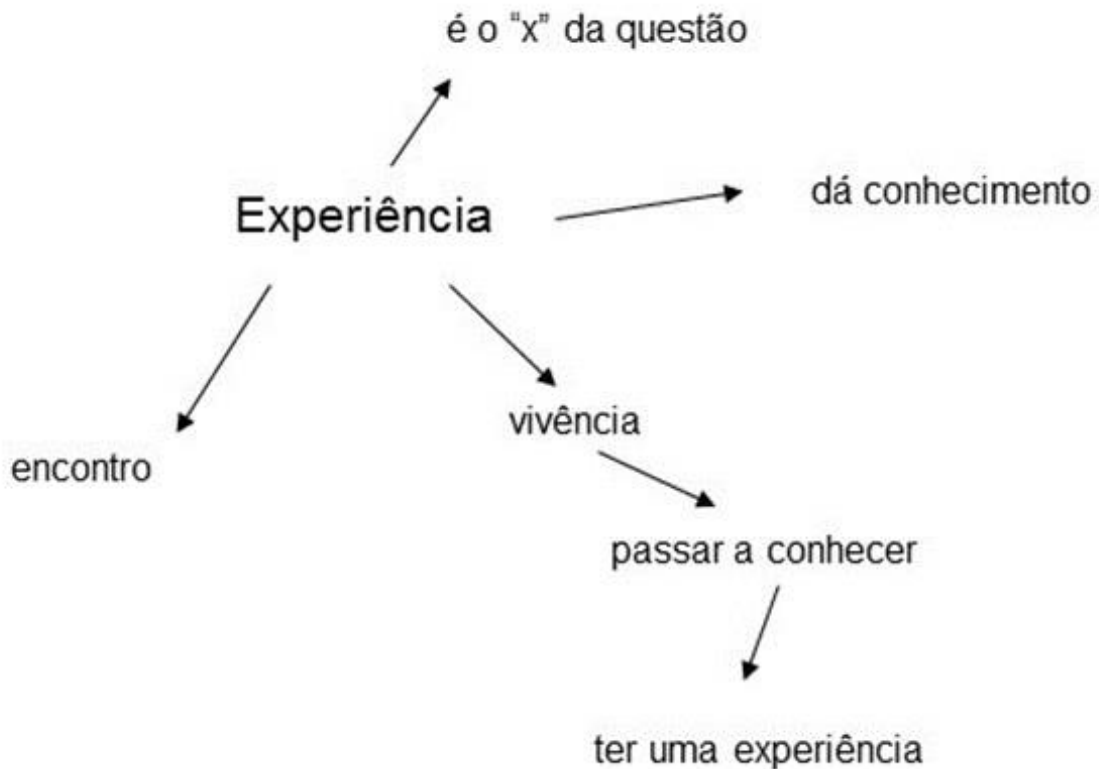 é o “x” da questão
dá conhecimento
Experiência
vivência
encontro
passar a conhecer
ter uma experiência